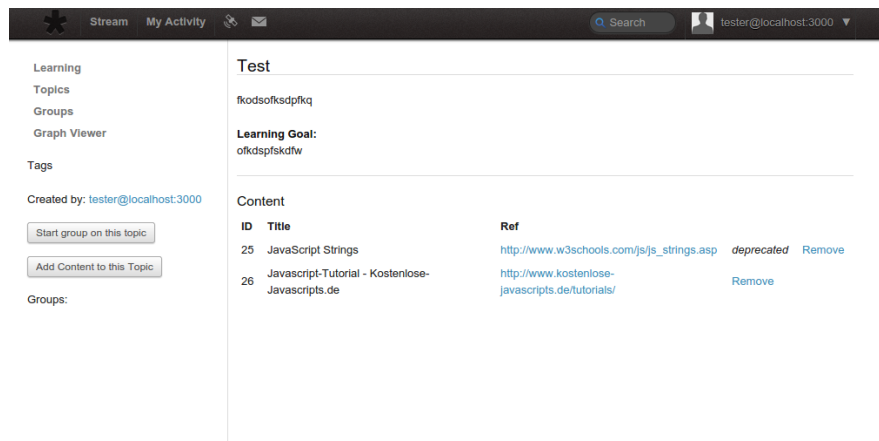 Stream My Activity Search tester@localhost:3000 ▼
Learning
Topics
Groups
Graph Viewer
Tags
Created by: tester@localhost:3000
Start group on this topic
Add Content to this Topic
Groups:
Test
fkodsofksdpfkq
Learning Goal:
ofkdspfskdfw
Content
ID Title Ref
25 JavaScript Strings http://www.w3schools.com/js/js_strings.asp deprecated Remove
26 Javascript-Tutorial - Kostenlose-
Javascripts.de
http://www.kostenlose-
javascripts.de/tutorials/
Remove